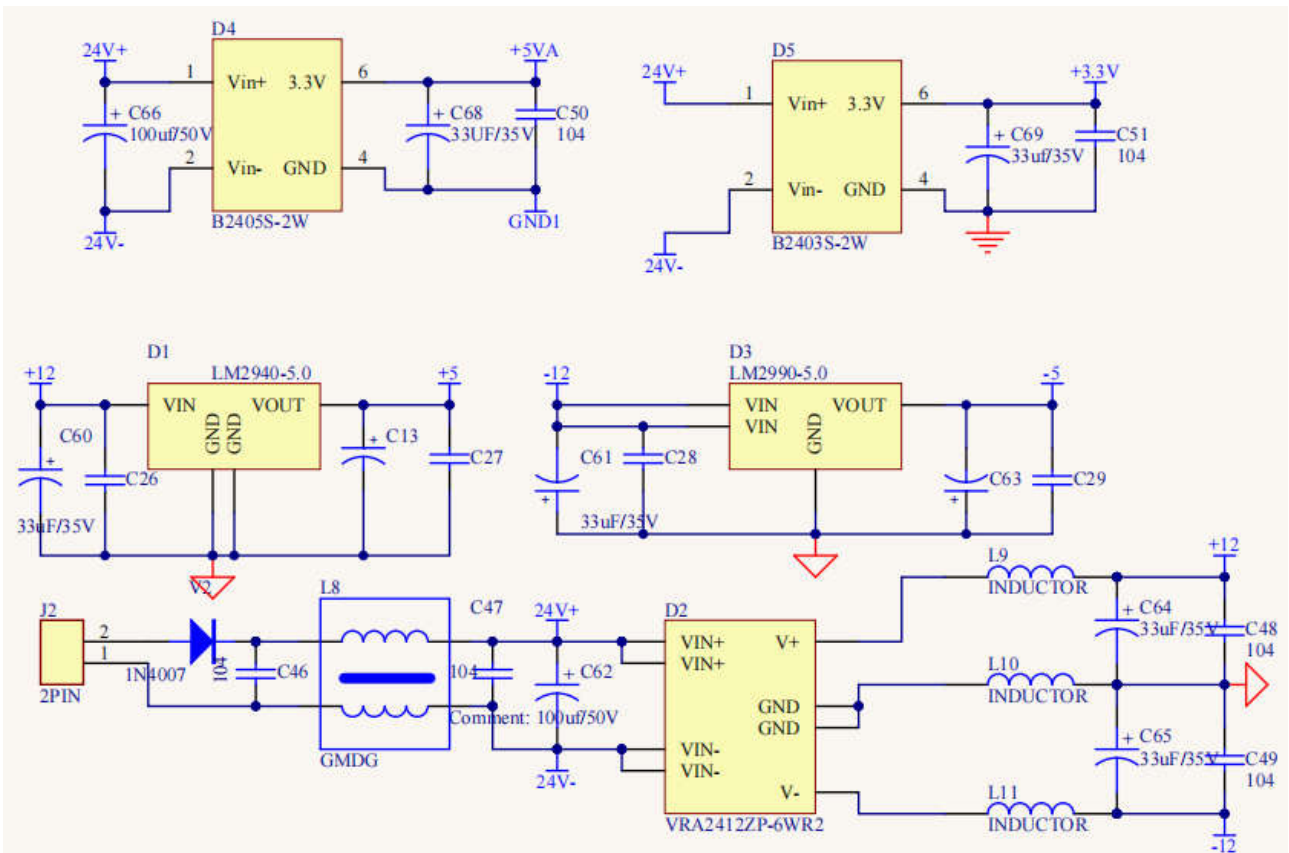 D4
24V+
+5VA
1
Vin+
3.3V
6
C66
100uf/50V
C68
33UF/35V
C50
104
2
Vin-
GND
4
B2405S-2W
GND1
24V-
D5
24V+
+3.3V
1
Vin+
3.3V
6
C69
33uf/35V
C51
104
2
Vin-
GND
4
B2403S-2W
24V-
D1
LM2940-5.0
+12
+5
VIN
VOUT
GND
GND
C60
C26
C13
C27
33uF/35V
D3
LM2990-5.0
-12
-5
VIN
VOUT
VIN
GND
C61
C28
C63
C29
33uF/35V
V2
J2
2
1
2PIN
1N4007
104
C46
L8
GMDG
C47
104
24V+
C62
Comment: 100uf/50V
24V-
D2
VIN+
V+
VIN+
GND
GND
VIN-
VIN-
V-
VRA2412ZP-6WR2
L9
INDUCTOR
+12
C64
33uF/35V
C48
104
L10
INDUCTOR
C65
33uF/35V
C49
104
L11
INDUCTOR
-12